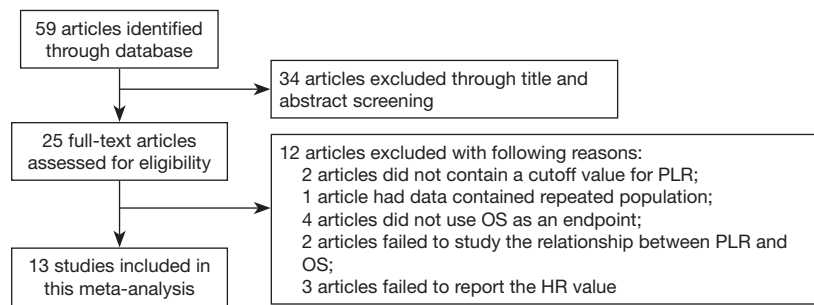 59 articles identified
through database
34 articles excluded through title and
abstract screening
25 full-text articles
assessed for eligibility
12 articles excluded with following reasons:
2 articles did not contain a cutoff value for PLR;
1 article had data contained repeated population;
4 articles did not use OS as an endpoint;
2 articles failed to study the relationship between PLR and
OS;
3 articles failed to report the HR value
13 studies included in
this meta-analysis